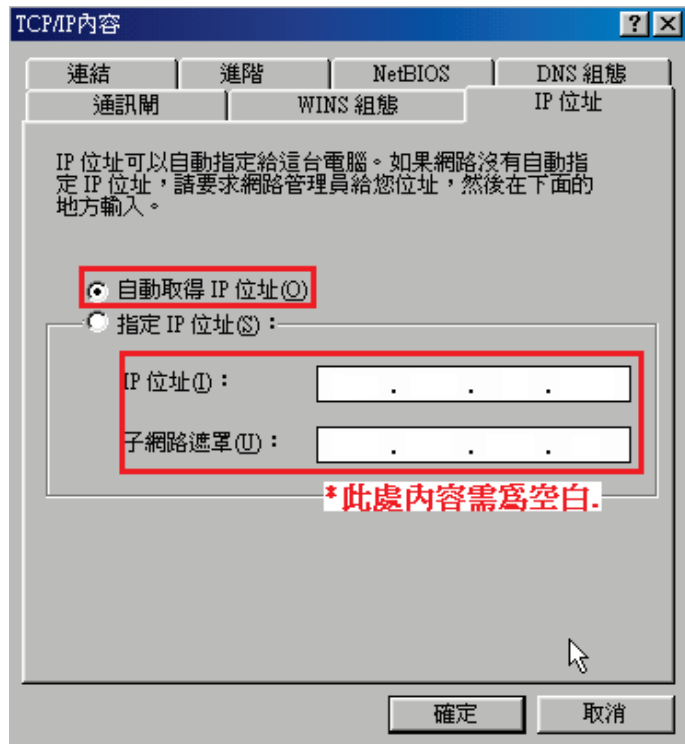 TCP/IP內容
連結 進階 NetBIOS DNS 組態
通訊閘 WINS 組態 IP 位址
IP 位址可以自動指定給這台電腦。如果網路沒有自動指
定 IP 位址，請要求網路管理員給您位址，然後在下面的
地方輸入。
自動取得 IP 位址(O)
指定 IP 位址(S)：
IP 位址(I)：
子網路遮罩(U)：
*此處內容需為空白.
確定 取消